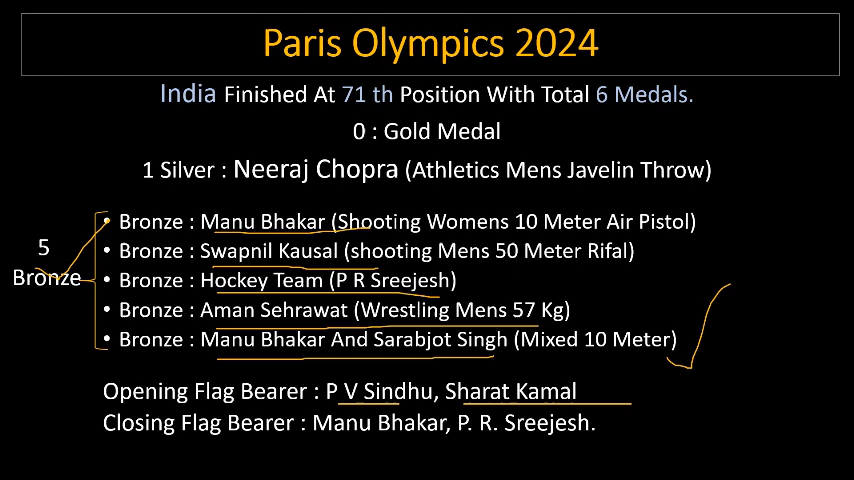 Paris Olympics 2024
India Finished At 71 th Position With Total 6 Medals.
0 : Gold Medal
1 Silver : Neeraj Chopra (Athletics Mens Javelin Throw)
• Bronze : Manu Bhakar (Shooting Womens 10 Meter Air Pistol)
• Bronze : Swapnil Kausal (shooting Mens 50 Meter Rifal)
• Bronze : Hockey Team (P R Sreejesh)
• Bronze : Aman Sehrawat (Wrestling Mens 57 Kg)
• Bronze : Manu Bhakar And Sarabjot Singh (Mixed 10 Meter)
5
Bronze
Opening Flag Bearer : P V Sindhu, Sharat Kamal
Closing Flag Bearer : Manu Bhakar, P. R. Sreejesh.